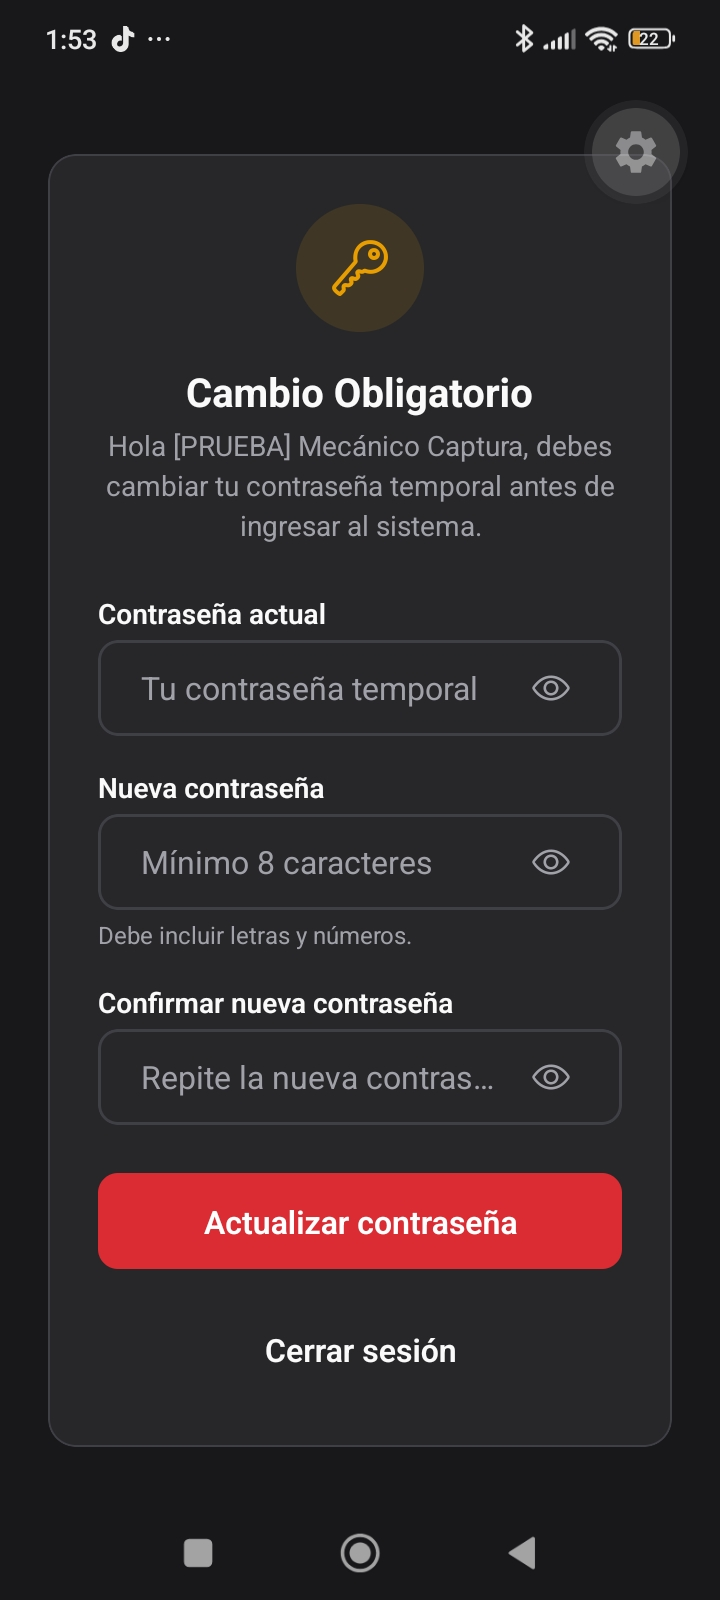 1:53
22
Cambio Obligatorio
Hola [PRUEBA] Mecánico Captura, debes
cambiar tu contraseña temporal antes de
ingresar al sistema.
Contraseña actual
Tu contraseña temporal
Nueva contraseña
Mínimo 8 caracteres
Debe incluir letras y números.
Confirmar nueva contraseña
Repite la nueva contras...
Actualizar contraseña
Cerrar sesión